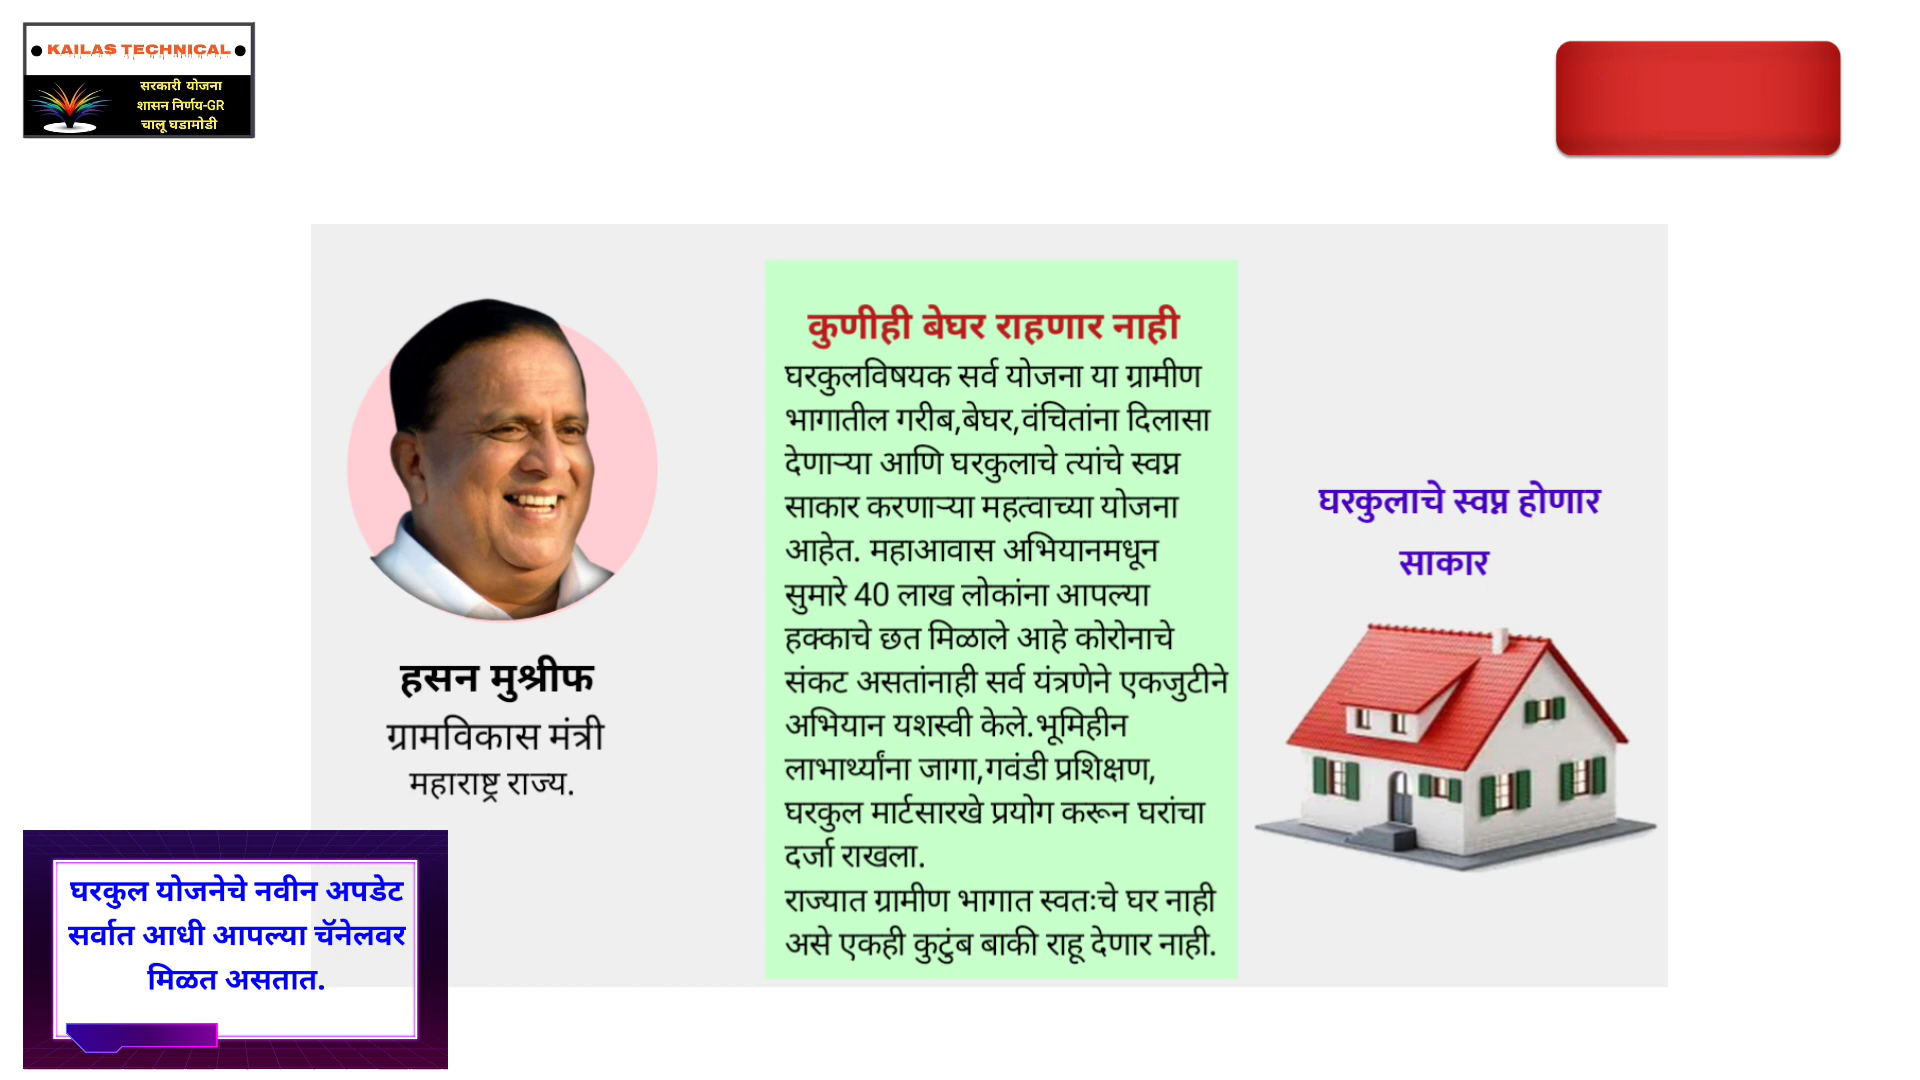 KAILAS TECHNICAL
सरकारी योजना
शासन निर्णय-GR
चालू घडामोडी
कुणीही बेघर राहणार नाही
घरकुलविषयक सर्व योजना या ग्रामीण
भागातील गरीब,बेघर,वंचितांना दिलासा
देणाऱ्या आणि घरकुलाचे त्यांचे स्वप्न
साकार करणाऱ्या महत्वाच्या योजना
आहेत. महाआवास अभियानमधून
सुमारे 40 लाख लोकांना आपल्या
हक्काचे छत मिळाले आहे कोरोनाचे
संकट असतांनाही सर्व यंत्रणेने एकजुटीने
अभियान यशस्वी केले.भूमिहीन
लाभार्थ्यांना जागा,गवंडी प्रशिक्षण,
घरकुल मार्टसारखे प्रयोग करून घरांचा
दर्जा राखला.
राज्यात ग्रामीण भागात स्वतःचे घर नाही
असे एकही कुटुंब बाकी राहू देणार नाही.
हसन मुश्रीफ
ग्रामविकास मंत्री
महाराष्ट्र राज्य.
घरकुलाचे स्वप्न होणार
साकार
घरकुल योजनेचे नवीन अपडेट
सर्वात आधी आपल्या चॅनेलवर
मिळत असतात.